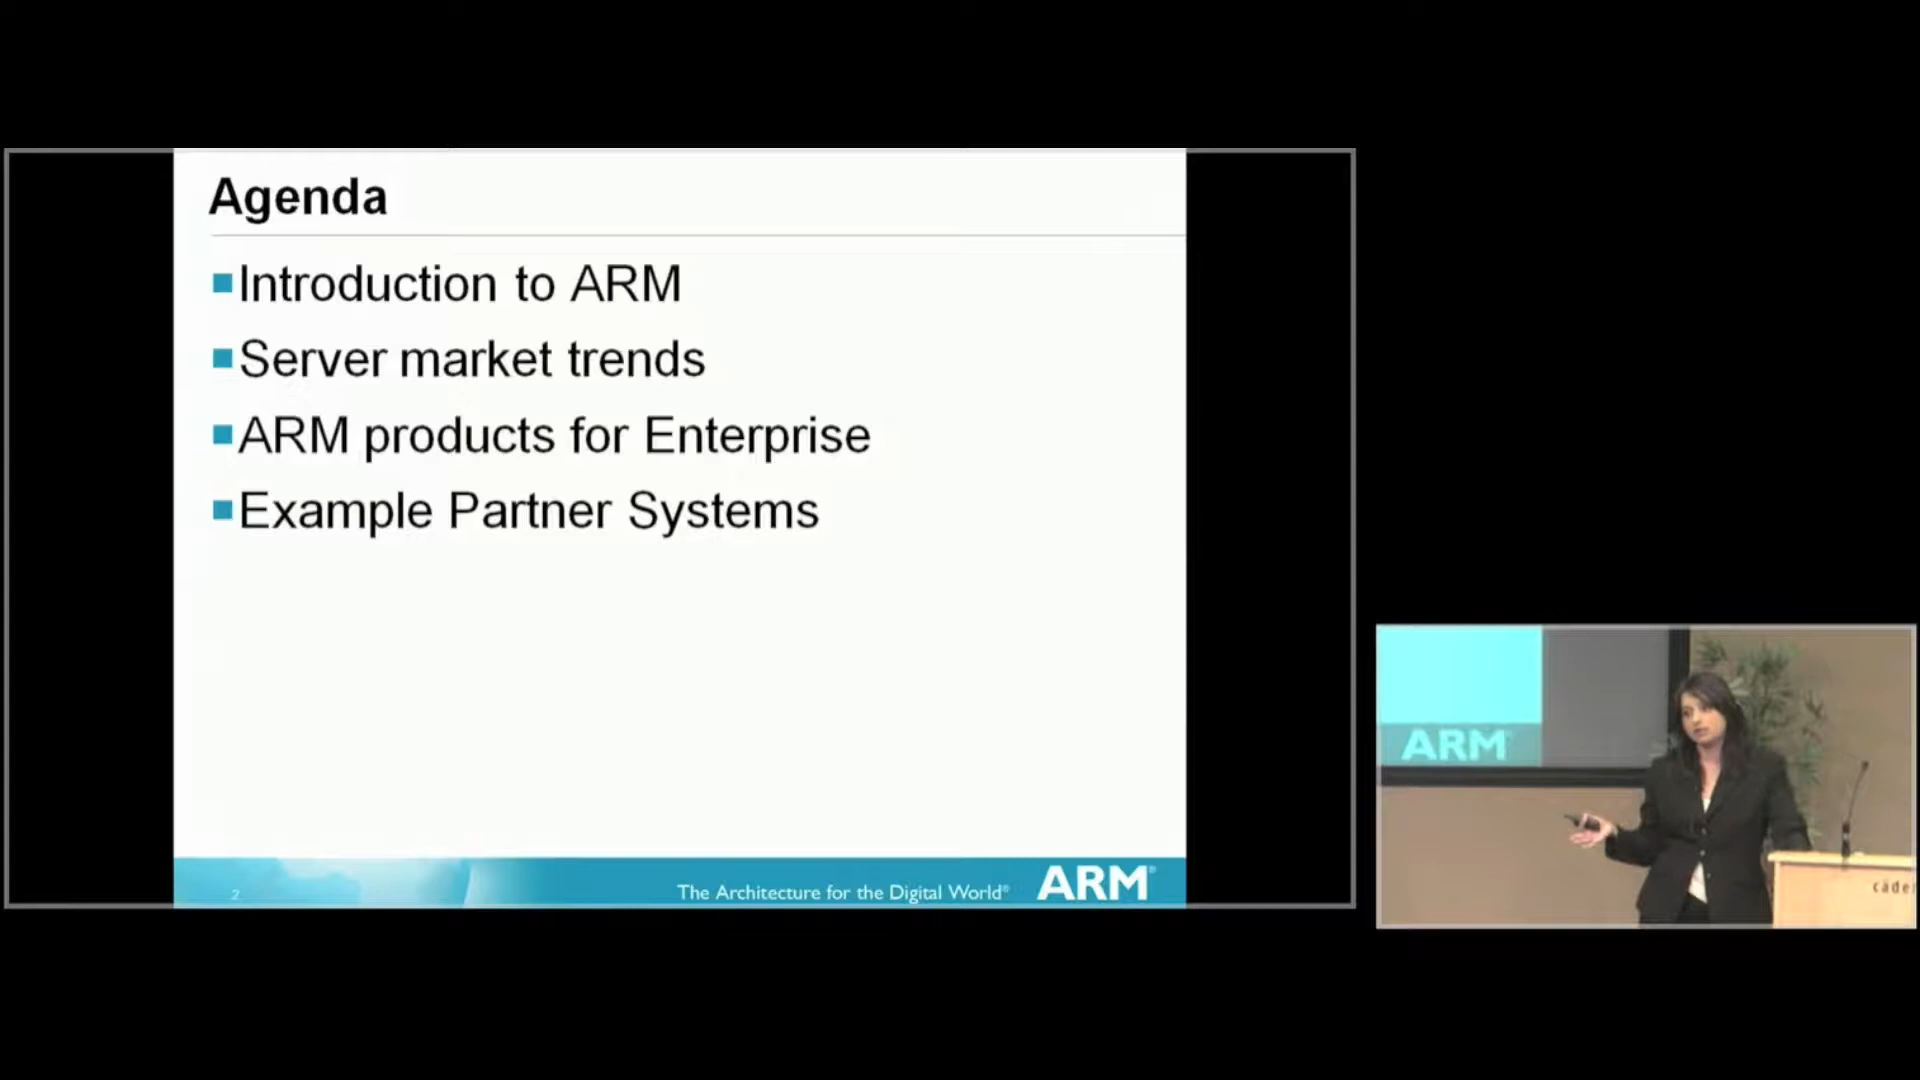 Agenda
Introduction to ARM
Server market trends
ARM products for Enterprise
Example Partner Systems
2
The Architecture for the Digital World®
ARM®
ARM